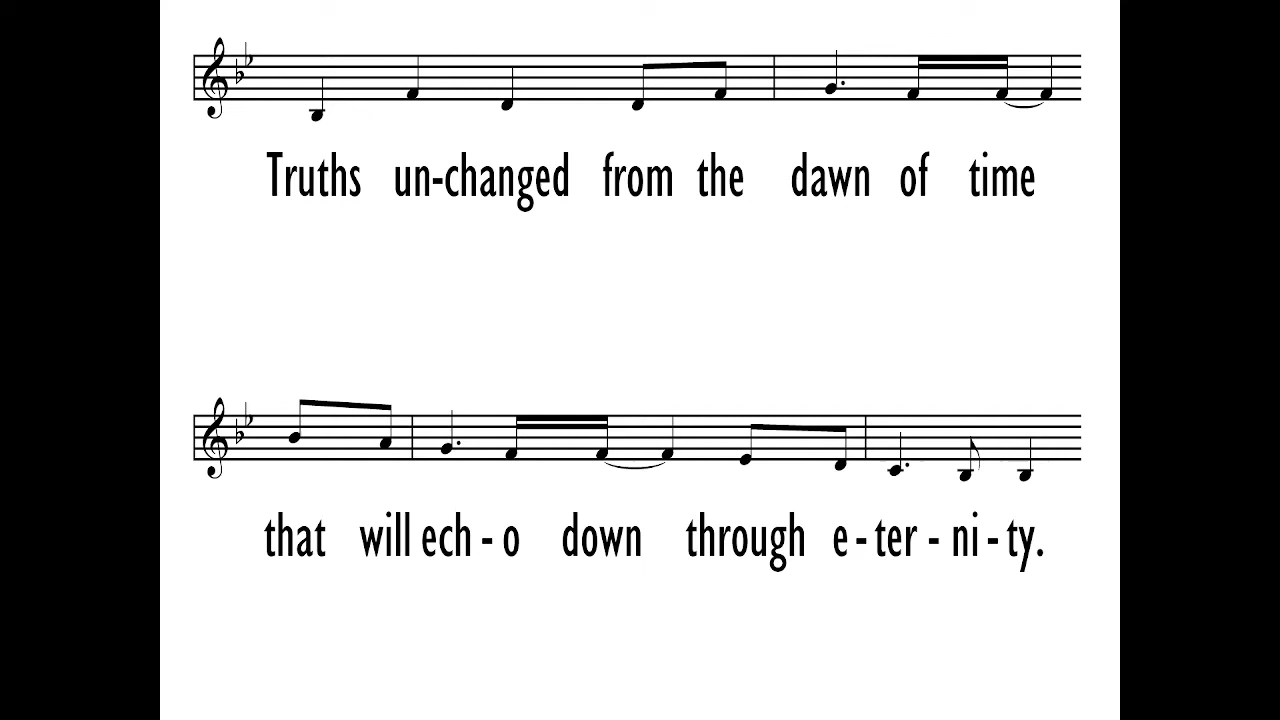 Truths un-changed from the dawn of time
that will ech - o down through e - ter - ni - ty.